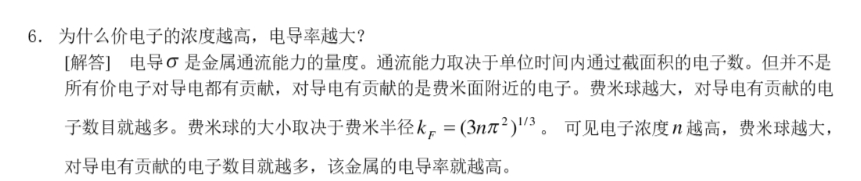 6. 为什么价电子的浓度越高，电导率越大？
[解答] 电导σ 是金属通流能力的量度。通流能力取决于单位时间内通过截面积的电子数。但并不是
所有价电子对导电都有贡献，对导电有贡献的是费米面附近的电子。费米球越大，对导电有贡献的电
子数目就越多。费米球的大小取决于费米半径k_F = (3nπ²)^{1/3}。 可见电子浓度 n 越高，费米球越大，
对导电有贡献的电子数目就越多，该金属的电导率就越高。